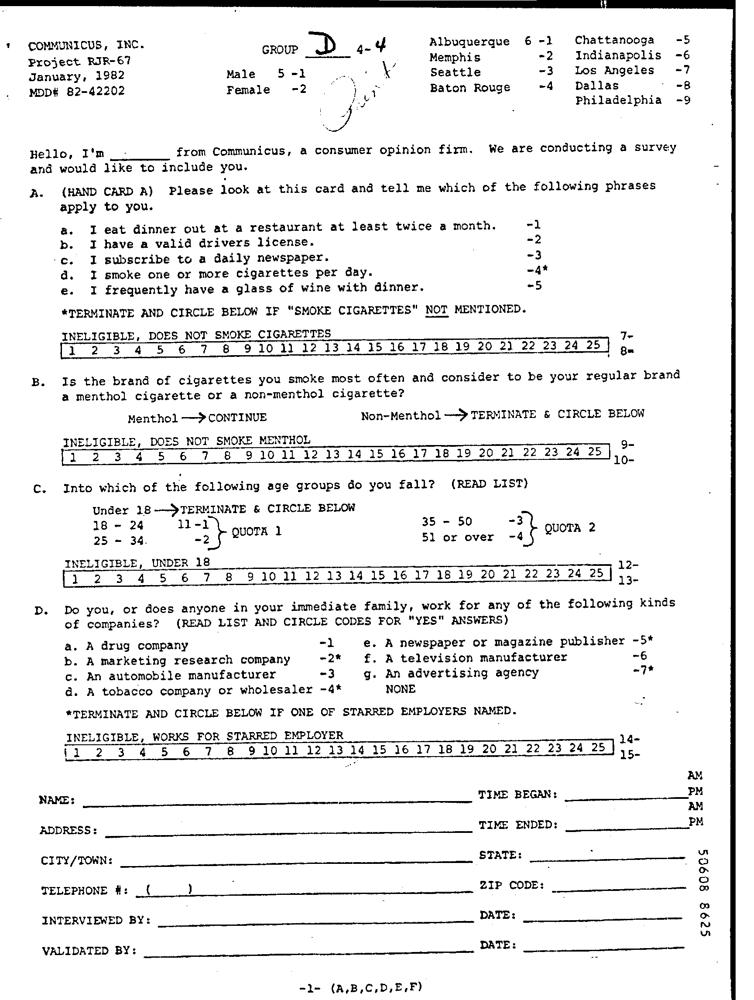 COMMUNICUS, INC.
Project RJR-67
January, 1982
MDD# 82-42202
GROUP D 4-4
Male 5 -1
Female -2
Print
Albuquerque 6 -1
Memphis -2
Seattle -3
Baton Rouge -4
Chattanooga -5
Indianapolis -6
Los Angeles -7
Dallas -8
Philadelphia -9
Hello, I'm ______ from Communicus, a consumer opinion firm. We are conducting a survey
and would like to include you.
A. (HAND CARD A) Please look at this card and tell me which of the following phrases
apply to you.
a. I eat dinner out at a restaurant at least twice a month. -1
b. I have a valid drivers license. -2
c. I subscribe to a daily newspaper. -3
d. I smoke one or more cigarettes per day. -4*
e. I frequently have a glass of wine with dinner. -5
*TERMINATE AND CIRCLE BELOW IF "SMOKE CIGARETTES" NOT MENTIONED.
INELIGIBLE, DOES NOT SMOKE CIGARETTES 7-
1 2 3 4 5 6 7 8 9 10 11 12 13 14 15 16 17 18 19 20 21 22 23 24 25 8-
B. Is the brand of cigarettes you smoke most often and consider to be your regular brand
a menthol cigarette or a non-menthol cigarette?
Menthol → CONTINUE Non-Menthol → TERMINATE & CIRCLE BELOW
INELIGIBLE, DOES NOT SMOKE MENTHOL 9-
1 2 3 4 5 6 7 8 9 10 11 12 13 14 15 16 17 18 19 20 21 22 23 24 25 10-
C. Into which of the following age groups do you fall? (READ LIST)
Under 18 → TERMINATE & CIRCLE BELOW
18 - 24 11-1 35 - 50 -3
QUOTA 1 QUOTA 2
25 - 34 -2 51 or over -4
INELIGIBLE, UNDER 18 12-
1 2 3 4 5 6 7 8 9 10 11 12 13 14 15 16 17 18 19 20 21 22 23 24 25 13-
D. Do you, or does anyone in your immediate family, work for any of the following kinds
of companies? (READ LIST AND CIRCLE CODES FOR "YES" ANSWERS)
a. A drug company -1 e. A newspaper or magazine publisher -5*
b. A marketing research company -2* f. A television manufacturer -6
c. An automobile manufacturer -3 g. An advertising agency -7*
d. A tobacco company or wholesaler -4* NONE
*TERMINATE AND CIRCLE BELOW IF ONE OF STARRED EMPLOYERS NAMED.
INELIGIBLE, WORKS FOR STARRED EMPLOYER 14-
1 2 3 4 5 6 7 8 9 10 11 12 13 14 15 16 17 18 19 20 21 22 23 24 25 15-
AM
NAME: TIME BEGAN: PM
AM
ADDRESS: TIME ENDED: PM
CITY/TOWN: STATE:
TELEPHONE #: ( ) ZIP CODE:
INTERVIEWED BY: DATE:
VALIDATED BY: DATE:
50608 8625
-1- (A,B,C,D,E,F)